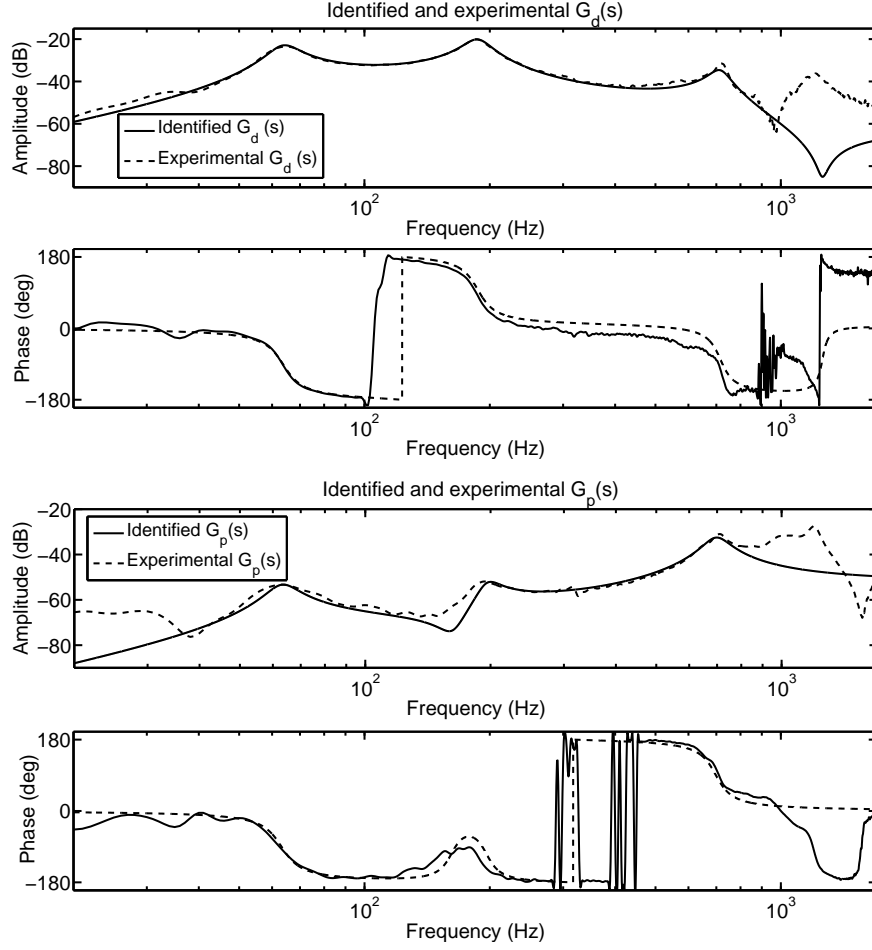 Identified and experimental G_d(s)
−20
−40
−60
−80
Amplitude (dB)
Identified G_d (s)
Experimental G_d (s)
10^2
10^3
Frequency (Hz)
180
0
−180
Phase (deg)
10^2
10^3
Frequency (Hz)
Identified and experimental G_p(s)
−20
−40
−60
−80
Amplitude (dB)
Identified G_p(s)
Experimental G_p(s)
10^2
10^3
Frequency (Hz)
180
0
−180
Phase (deg)
10^2
10^3
Frequency (Hz)